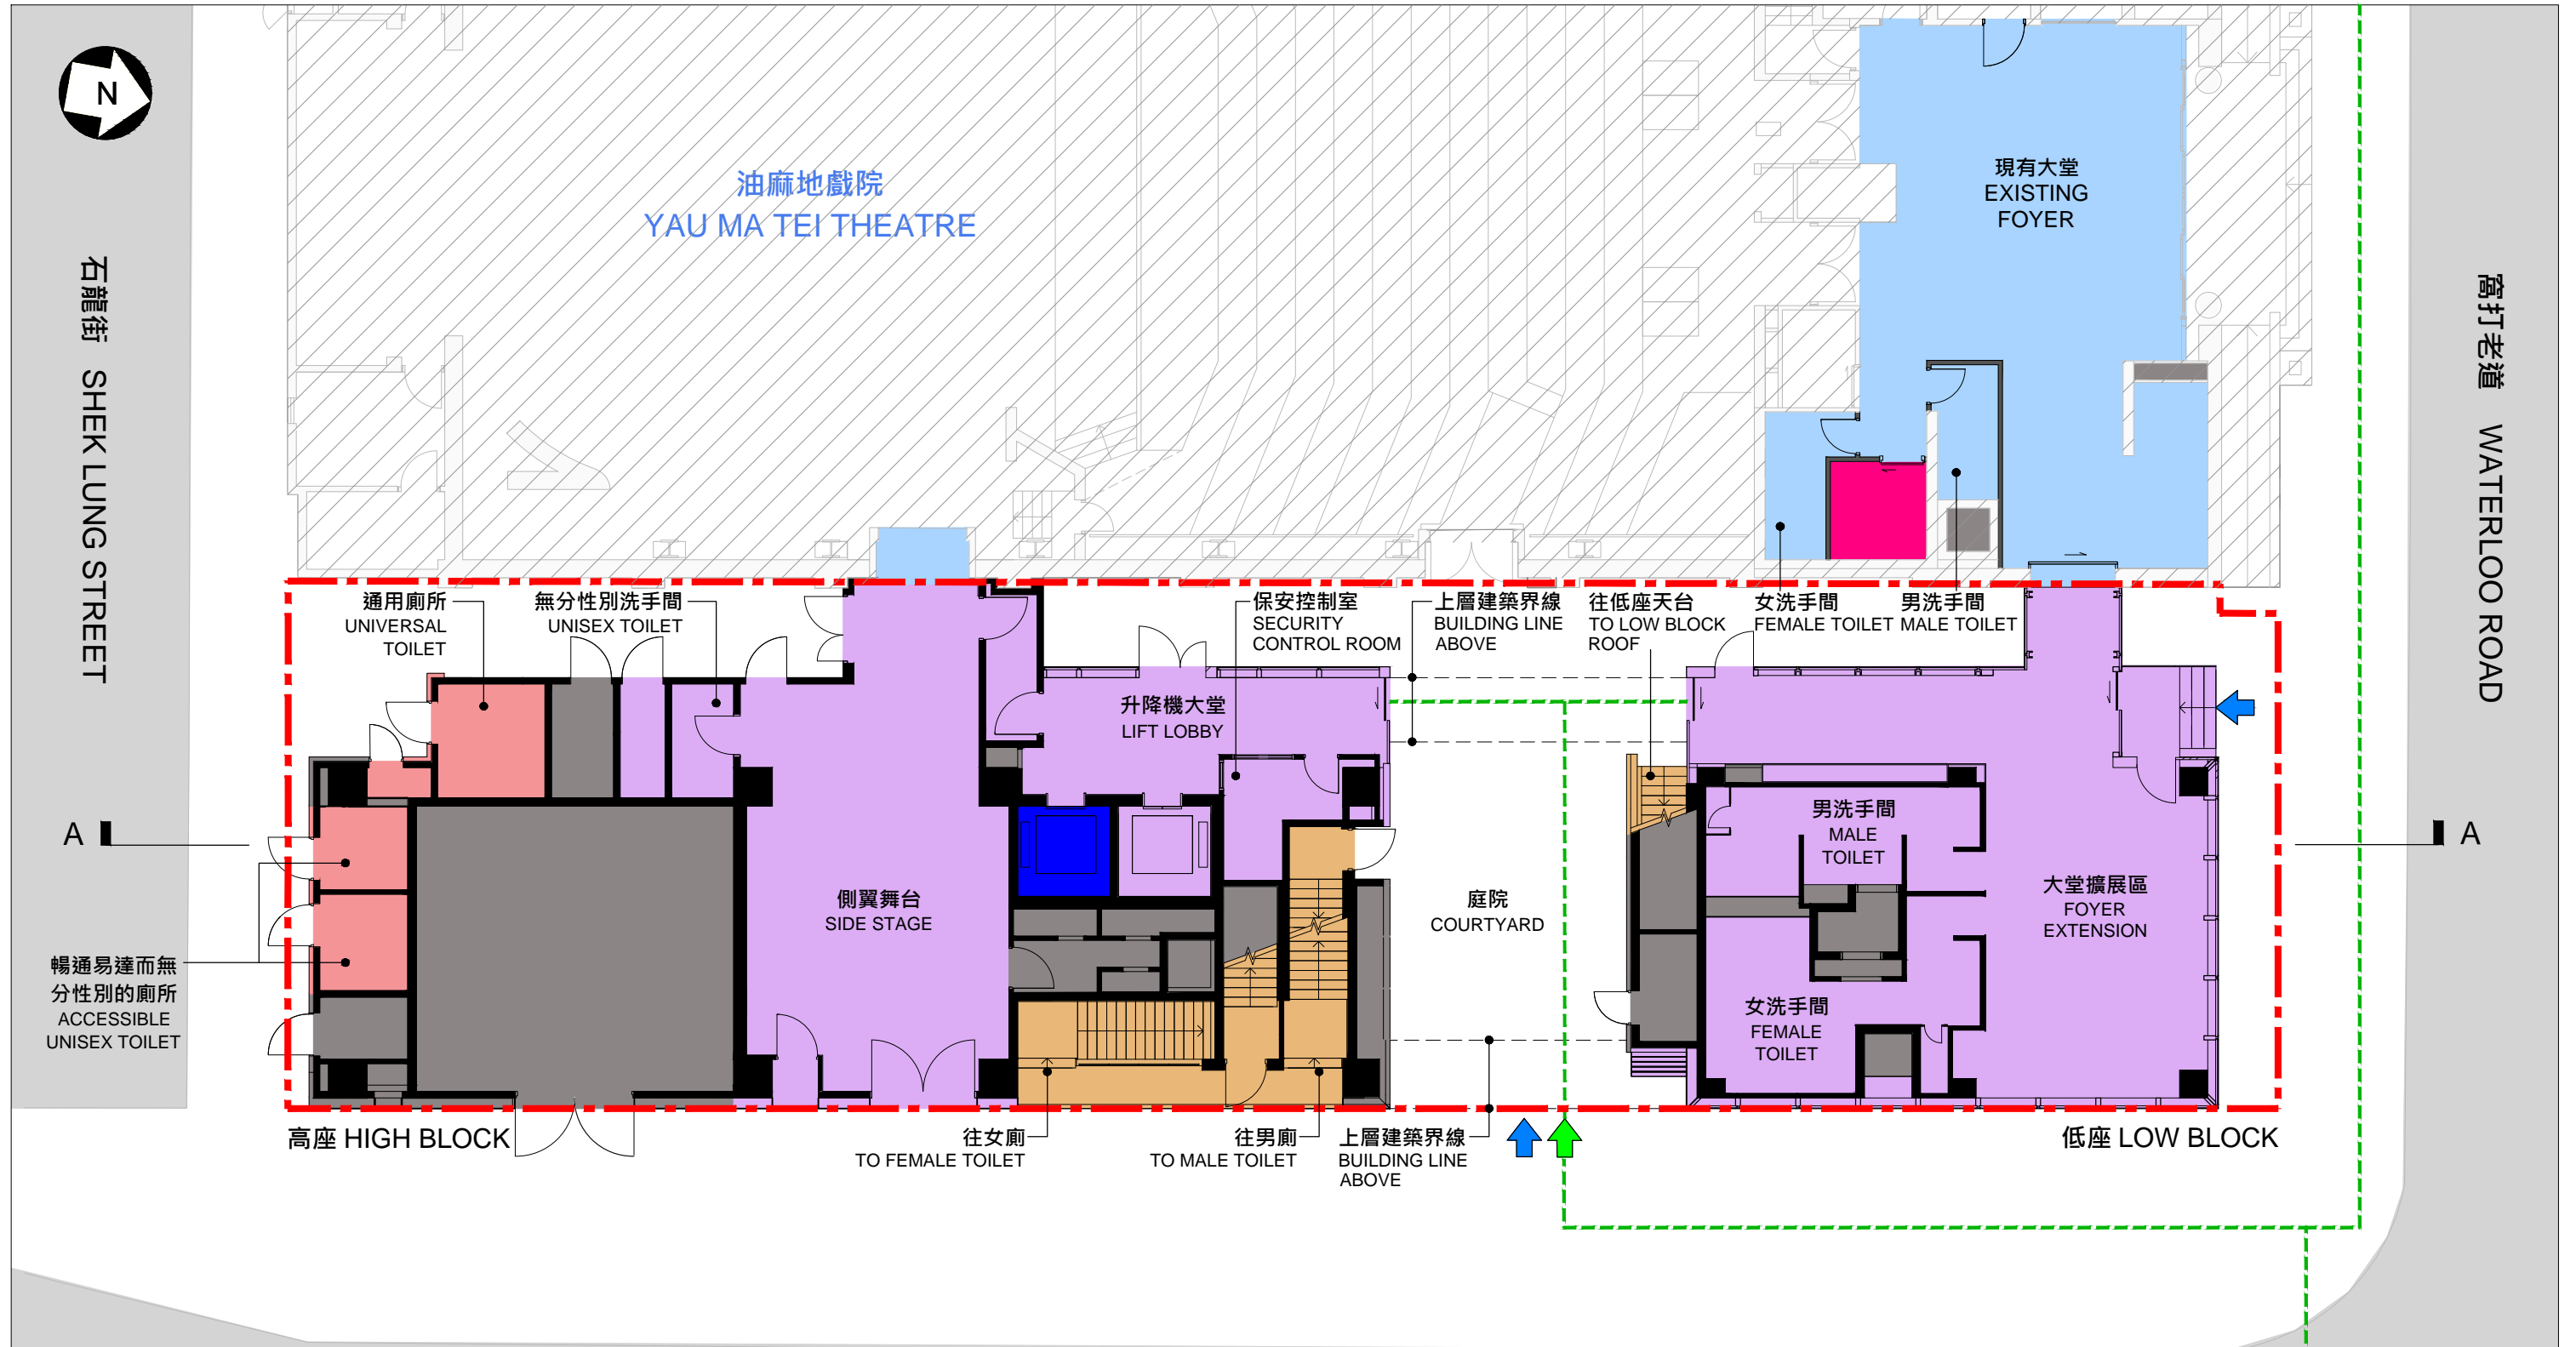 N
油麻地戲院
YAU MA TEI THEATRE
現有大堂
EXISTING
FOYER
石龍街 SHEK LUNG STREET
窩打老道 WATERLOO ROAD
通用廁所
UNIVERSAL
TOILET
無分性別洗手間
UNISEX TOILET
保安控制室
SECURITY
CONTROL ROOM
上層建築界線
BUILDING LINE
ABOVE
往低座天台
TO LOW BLOCK
ROOF
女洗手間
FEMALE TOILET
男洗手間
MALE TOILET
升降機大堂
LIFT LOBBY
A
A
男洗手間
MALE
TOILET
側翼舞台
SIDE STAGE
庭院
COURTYARD
大堂擴展區
FOYER
EXTENSION
暢通易達而無
分性別的廁所
ACCESSIBLE
UNISEX TOILET
女洗手間
FEMALE
TOILET
高座 HIGH BLOCK
往女廁
TO FEMALE TOILET
往男廁
TO MALE TOILET
上層建築界線
BUILDING LINE
ABOVE
低座 LOW BLOCK